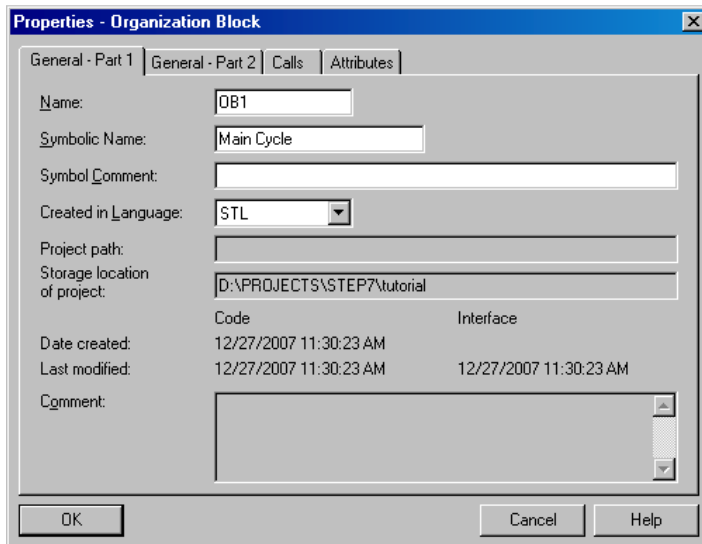 Properties - Organization Block
General - Part 1 General - Part 2 Calls Attributes
Name: OB1
Symbolic Name: Main Cycle
Symbol Comment:
Created in Language: STL
Project path:
Storage location
of project: D:\PROJECTS\STEP7\tutorial
Code Interface
Date created: 12/27/2007 11:30:23 AM
Last modified: 12/27/2007 11:30:23 AM 12/27/2007 11:30:23 AM
Comment:
OK Cancel Help